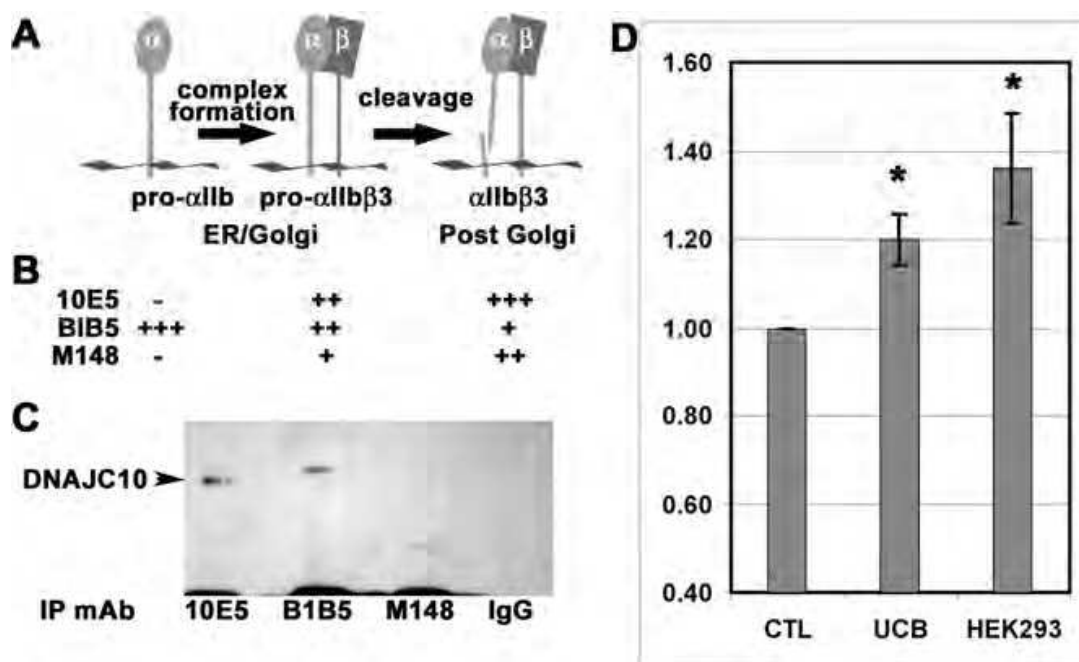 A
α
α β
α β
complex
formation
cleavage
pro-αIIb
pro-αIIbβ3
αIIbβ3
ER/Golgi
Post Golgi
B
10E5 - ++ +++
BIB5 +++ ++ +
M148 - + ++
C
DNAJC10
IP mAb 10E5 B1B5 M148 IgG
D
1.60
1.40
1.20
1.00
0.80
0.60
0.40
*
*
CTL UCB HEK293